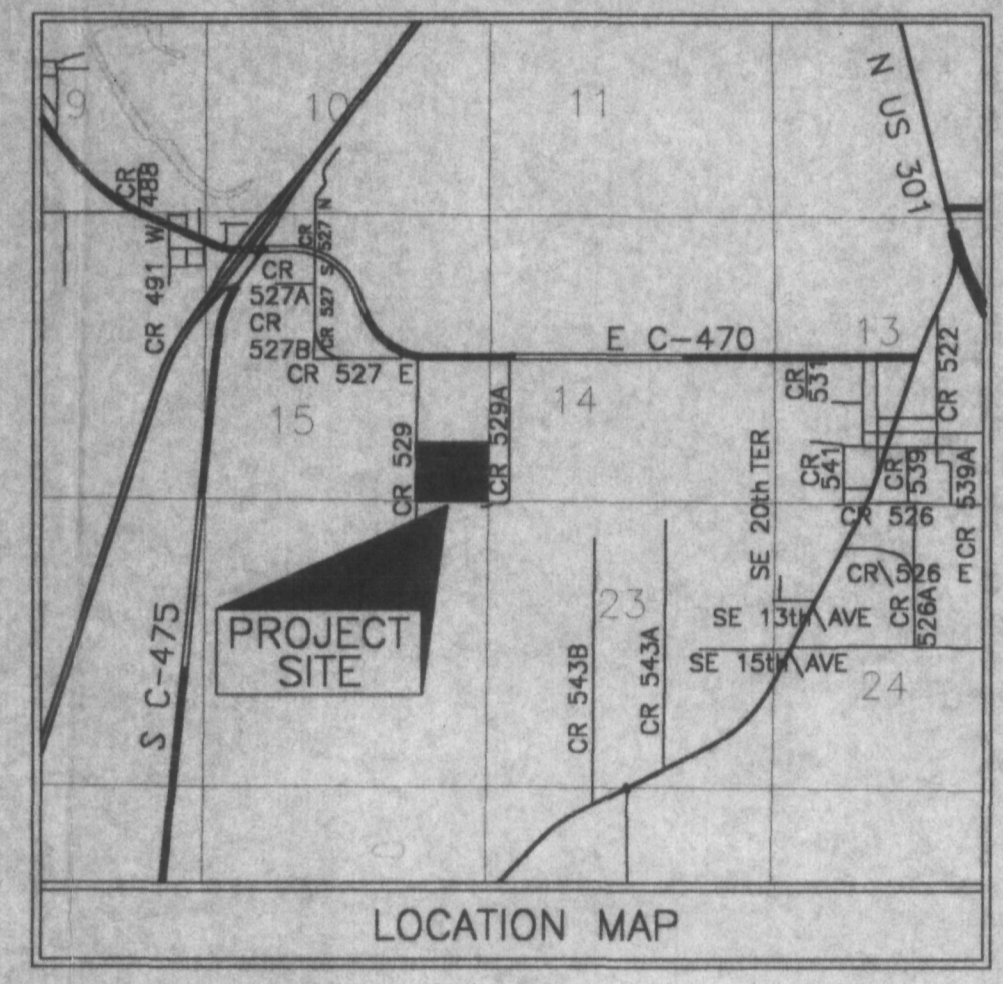 9
10
11
N US 301
CR
48B
CR 491 W
CR
527 N
CR 527 S
CR
527A
CR
527B
CR 527 E
E C-470
13
CR
531
CR 522
15
14
CR 529
CR 529A
SE 20th TER
CR
541
CR
539
CR 539A
CR 526
CR 526 E
CR
526A
PROJECT
SITE
23
SE 13th AVE
SE 15th AVE
24
S C-475
CR 543B
CR 543A
LOCATION MAP